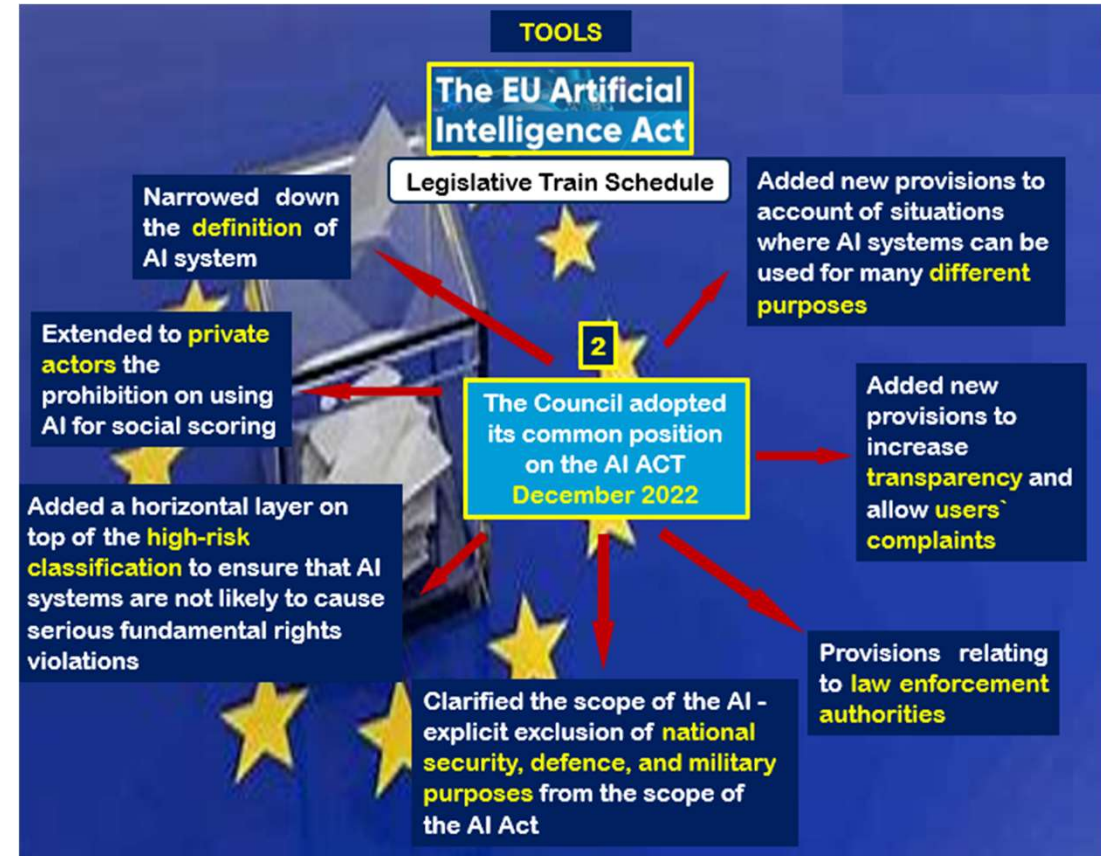 TOOLS
The EU Artificial
Intelligence Act
Legislative Train Schedule
Narrowed down
the definition of
AI system
Added new provisions to
account of situations
where AI systems can be
used for many different
purposes
Extended to private
actors the
prohibition on using
AI for social scoring
2
The Council adopted
its common position
on the AI ACT
December 2022
Added new
provisions to
increase
transparency and
allow users`
complaints
Added a horizontal layer on
top of the high-risk
classification to ensure that AI
systems are not likely to cause
serious fundamental rights
violations
Clarified the scope of the AI -
explicit exclusion of national
security, defence, and military
purposes from the scope of
the AI Act
Provisions relating
to law enforcement
authorities